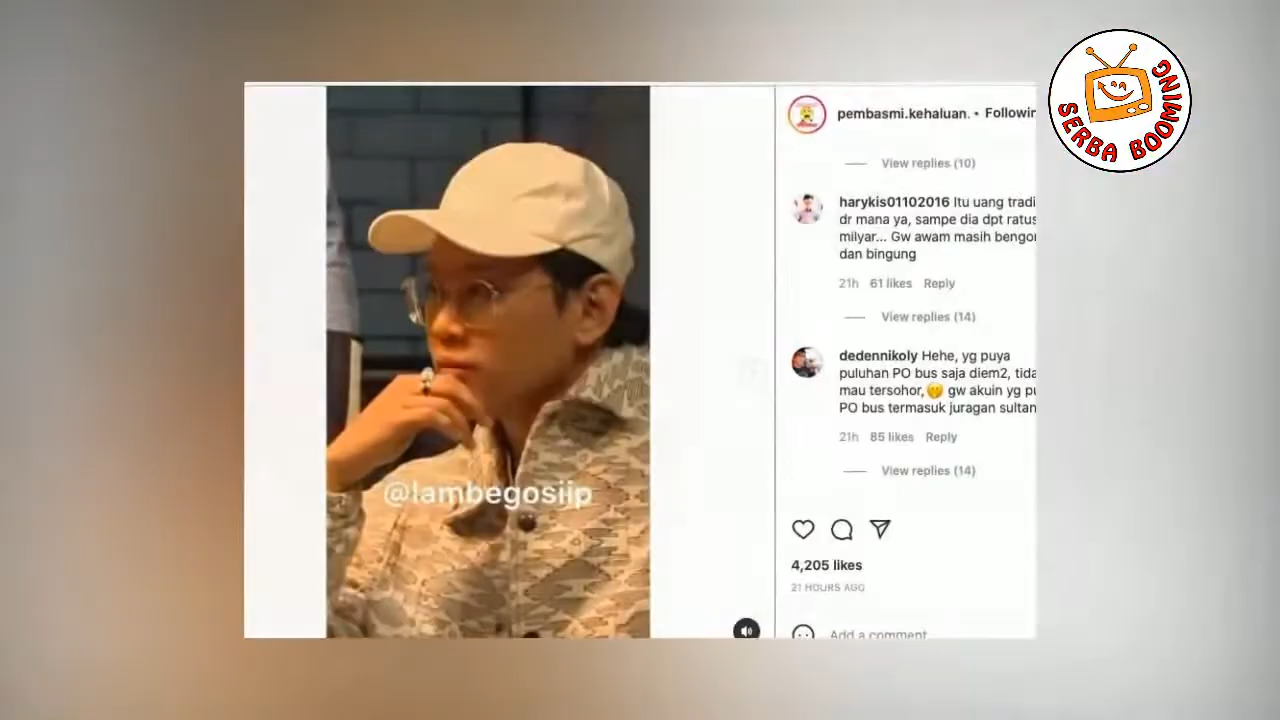 SERBA BOOMING
pembasmi.kehaluan. • Followin
View replies (10)
harykis01102016 Itu uang tradi
dr mana ya, sampe dia dpt ratus
milyar... Gw awam masih bengo
dan bingung
21h 61 likes Reply
View replies (14)
dedennikoly Hehe, yg puya
puluhan PO bus saja diem2, tida
mau tersohor,🤭 gw akuin yg pu
PO bus termasuk juragan sultan
21h 85 likes Reply
View replies (14)
@lambegosiip
4,205 likes
21 HOURS AGO
Add a comment